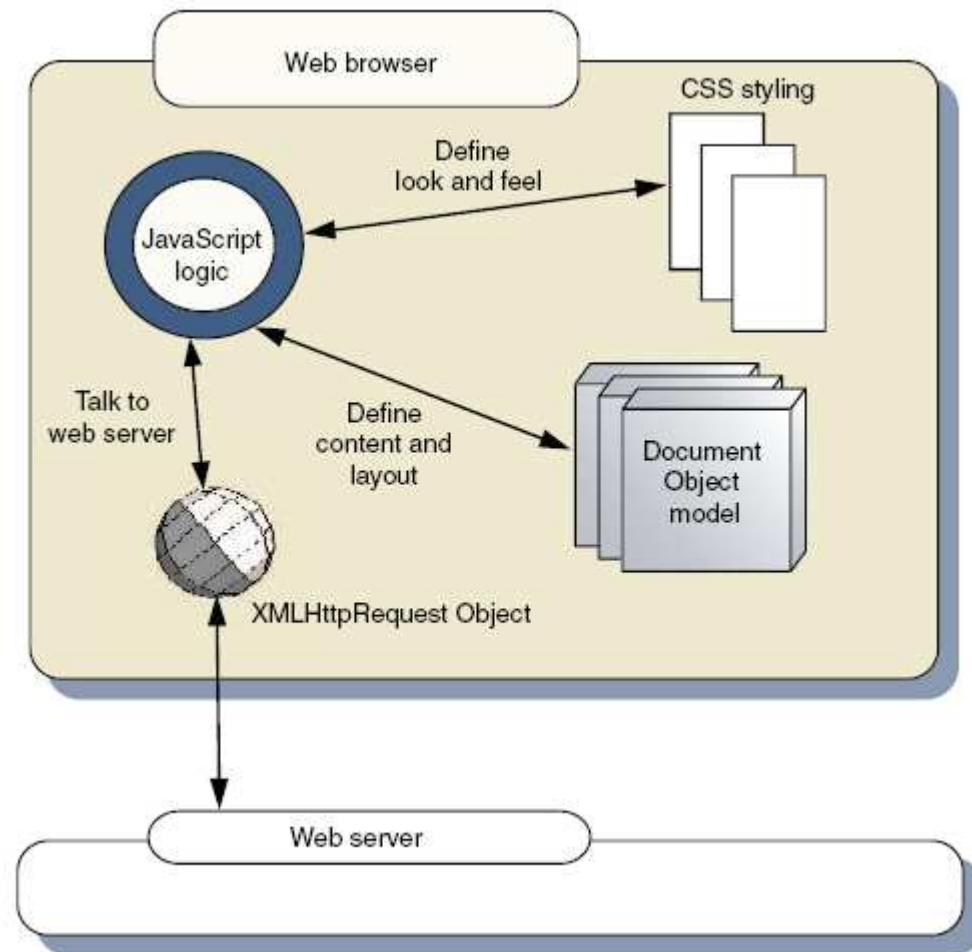 Web browser
CSS styling
Define
look and feel
JavaScript
logic
Talk to
web server
Define
content and
layout
Document
Object
model
XMLHttpRequest Object
Web server